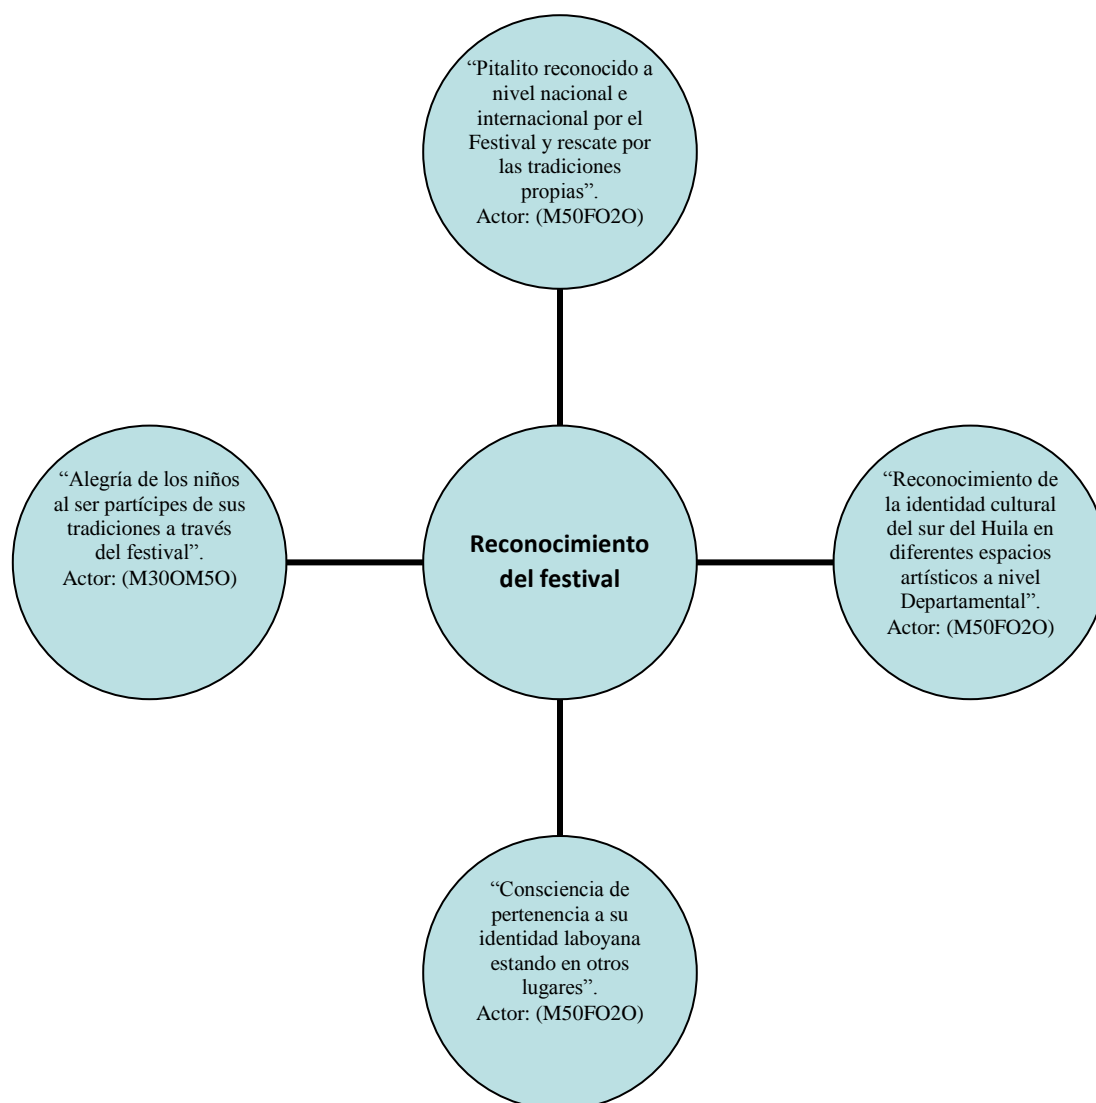 “Pitalito reconocido a
nivel nacional e
internacional por el
Festival y rescate por
las tradiciones
propias”.
Actor: (M50FO2O)
“Alegría de los niños
al ser partícipes de sus
tradiciones a través
del festival”.
Actor: (M30OM5O)
Reconocimiento
del festival
“Reconocimiento de
la identidad cultural
del sur del Huila en
diferentes espacios
artísticos a nivel
Departamental”.
Actor: (M50FO2O)
“Consciencia de
pertenencia a su
identidad laboyana
estando en otros
lugares”.
Actor: (M50FO2O)